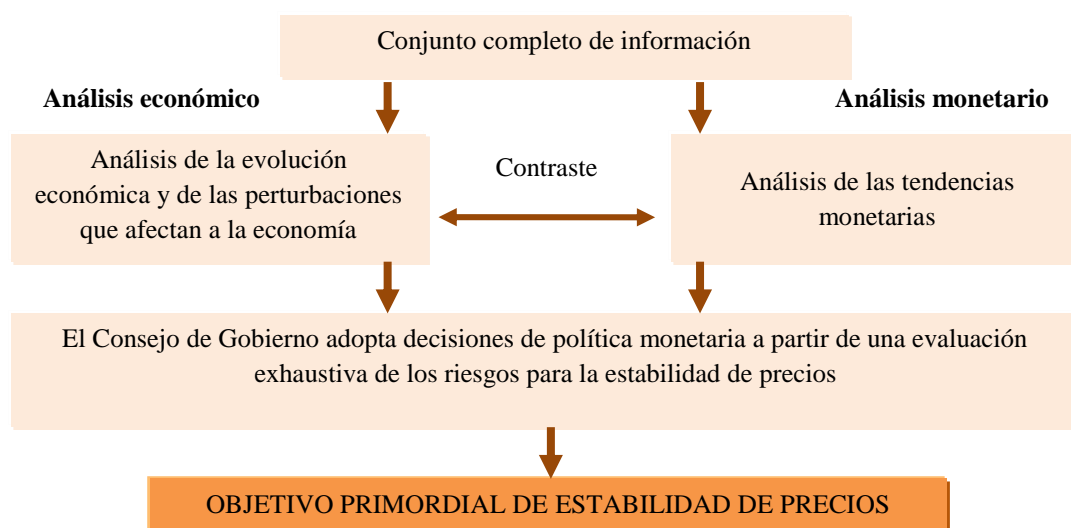 Conjunto completo de información
Análisis económico
Análisis monetario
Análisis de la evolución
económica y de las perturbaciones
que afectan a la economía
Contraste
Análisis de las tendencias
monetarias
El Consejo de Gobierno adopta decisiones de política monetaria a partir de una evaluación
exhaustiva de los riesgos para la estabilidad de precios
OBJETIVO PRIMORDIAL DE ESTABILIDAD DE PRECIOS